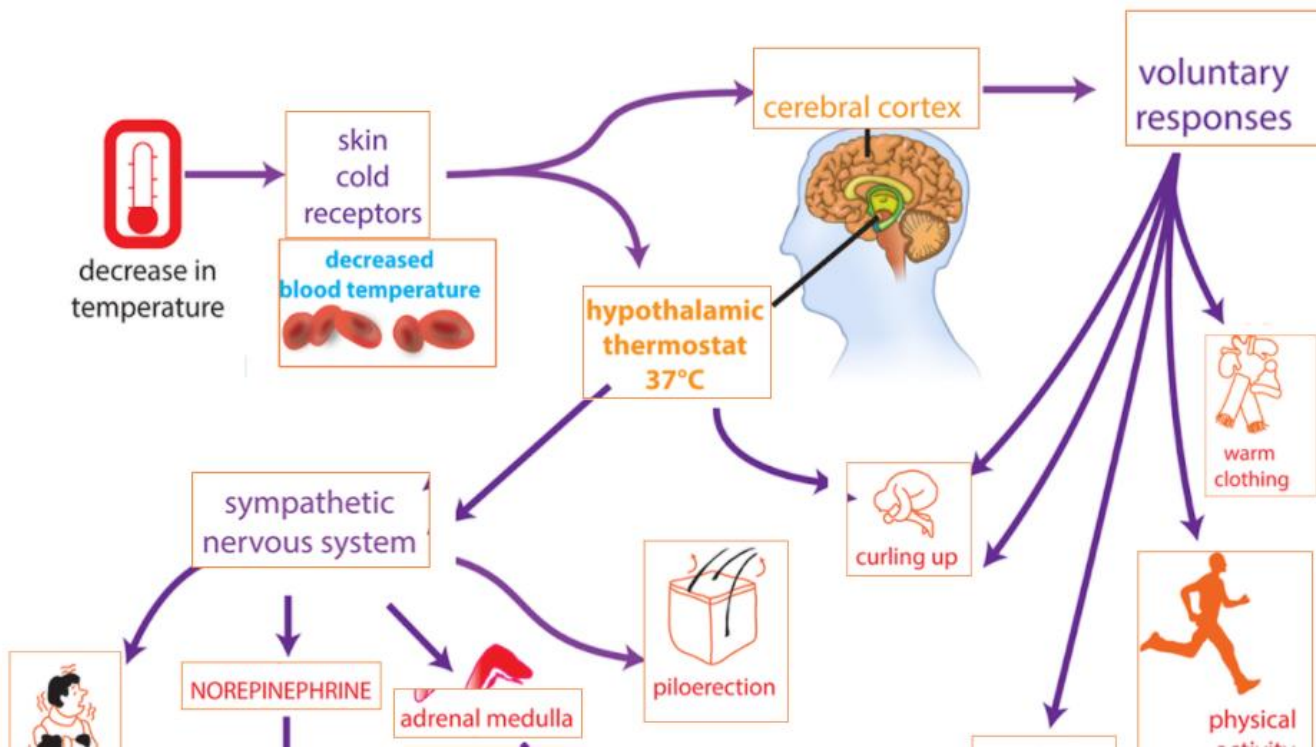 cerebral cortex
voluntary
responses
skin
cold
receptors
decrease in
temperature
decreased
blood temperature
hypothalamic
thermostat
37°C
warm
clothing
sympathetic
nervous system
curling up
piloerection
NOREPINEPHRINE
adrenal medulla
physical
activity